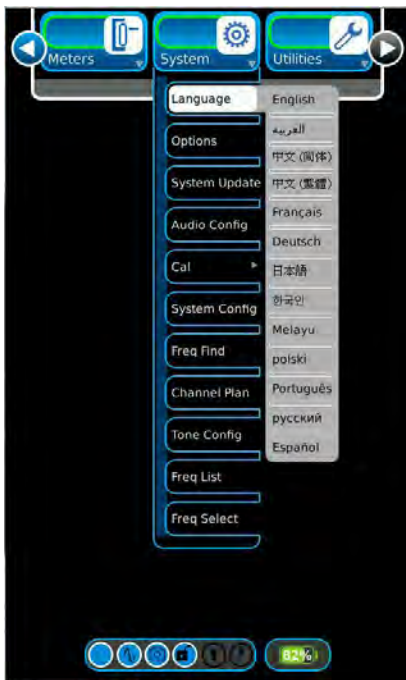 Meters
System
Utilities
Language
Options
System Update
Audio Config
Cal
System Config
Freq Find
Channel Plan
Tone Config
Freq List
Freq Select
English
العربية
中文 (简体)
中文 (繁體)
Français
Deutsch
日本語
한국인
Melayu
polski
Português
русский
Español
82%